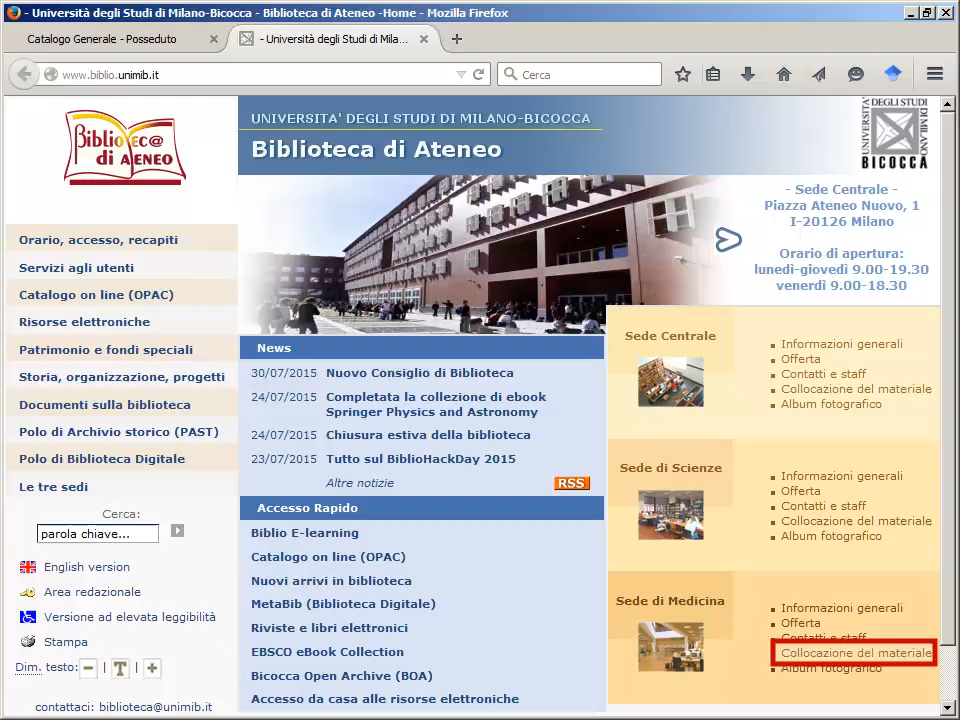 - Università degli Studi di Milano-Bicocca - Biblioteca di Ateneo -Home - Mozilla Firefox
Catalogo Generale - Posseduto
- Università degli Studi di Mila...
www.biblio.unimib.it
Cerca
Bibliotec@
di ATENEO
UNIVERSITA' DEGLI STUDI DI MILANO-BICOCCA
Biblioteca di Ateneo
UNIVERSITÀ
DEGLI STUDI
DI MILANO
BICOCCA
- Sede Centrale -
Piazza Ateneo Nuovo, 1
I-20126 Milano
Orario di apertura:
lunedì-giovedì 9.00-19.30
venerdì 9.00-18.30
Orario, accesso, recapiti
Servizi agli utenti
Catalogo on line (OPAC)
Risorse elettroniche
Patrimonio e fondi speciali
Storia, organizzazione, progetti
Documenti sulla biblioteca
Polo di Archivio storico (PAST)
Polo di Biblioteca Digitale
Le tre sedi
Cerca:
parola chiave...
English version
Area redazionale
Versione ad elevata leggibilità
Stampa
Dim. testo: - | T | +
contattaci: biblioteca@unimib.it
News
30/07/2015 Nuovo Consiglio di Biblioteca
24/07/2015 Completata la collezione di ebook
Springer Physics and Astronomy
24/07/2015 Chiusura estiva della biblioteca
23/07/2015 Tutto sul BiblioHackDay 2015
Altre notizie
RSS
Accesso Rapido
Biblio E-learning
Catalogo on line (OPAC)
Nuovi arrivi in biblioteca
MetaBib (Biblioteca Digitale)
Riviste e libri elettronici
EBSCO eBook Collection
Bicocca Open Archive (BOA)
Accesso da casa alle risorse elettroniche
Sede Centrale
Informazioni generali
Offerta
Contatti e staff
Collocazione del materiale
Album fotografico
Sede di Scienze
Informazioni generali
Offerta
Contatti e staff
Collocazione del materiale
Album fotografico
Sede di Medicina
Informazioni generali
Offerta
Contatti e staff
Collocazione del materiale
Album fotografico